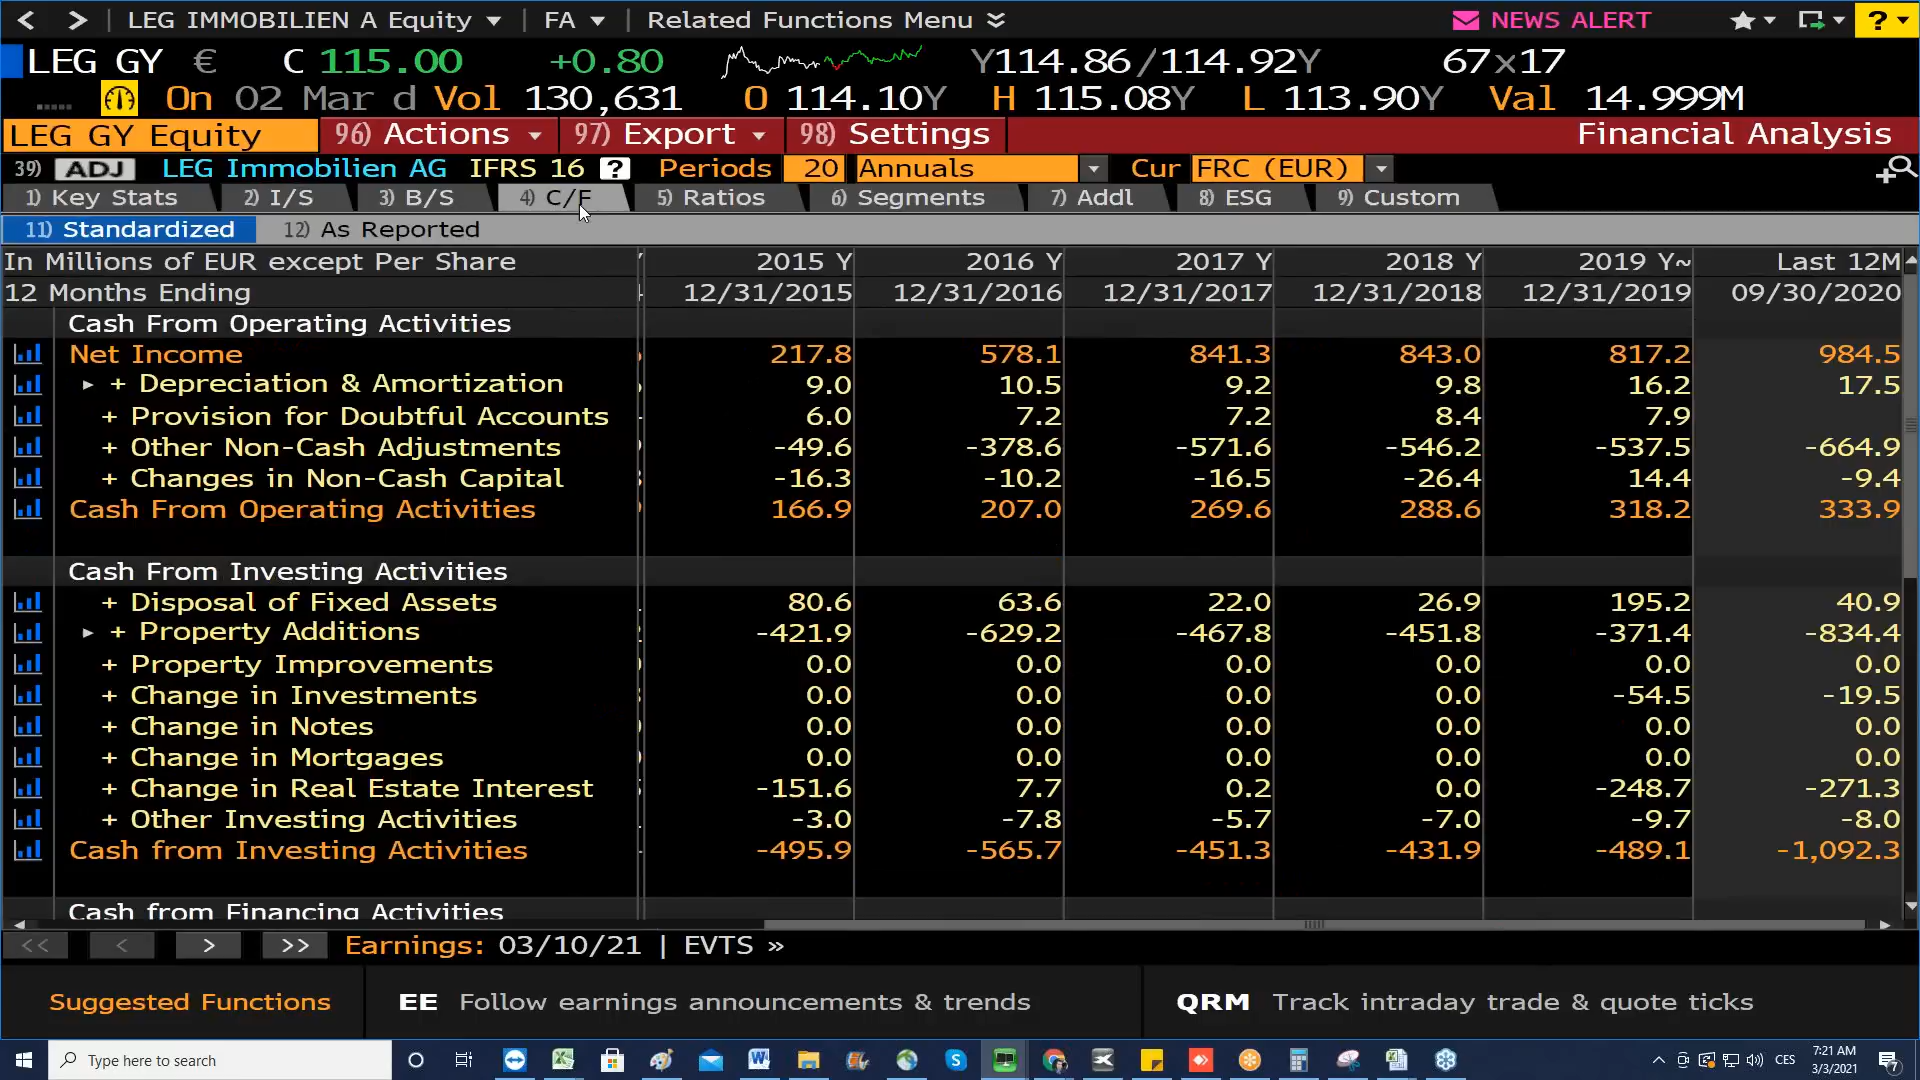 LEG IMMOBILIEN A Equity FA Related Functions Menu NEWS ALERT ?
LEG GY € C 115.00 +0.80 Y114.86/114.92Y 67x17
On 02 Mar d Vol 130,631 O 114.10Y H 115.08Y L 113.90Y Val 14.999M
LEG GY Equity 96) Actions 97) Export 98) Settings Financial Analysis
39) ADJ LEG Immobilien AG IFRS 16 ? Periods 20 Annuals Cur FRC (EUR)
1) Key Stats 2) I/S 3) B/S 4) C/F 5) Ratios 6) Segments 7) Addl 8) ESG 9) Custom
11) Standardized 12) As Reported
In Millions of EUR except Per Share 2015 Y 2016 Y 2017 Y 2018 Y 2019 Y~ Last 12M
12 Months Ending 12/31/2015 12/31/2016 12/31/2017 12/31/2018 12/31/2019 09/30/2020
Cash From Operating Activities
Net Income 217.8 578.1 841.3 843.0 817.2 984.5
+ Depreciation & Amortization 9.0 10.5 9.2 9.8 16.2 17.5
+ Provision for Doubtful Accounts 6.0 7.2 7.2 8.4 7.9
+ Other Non-Cash Adjustments -49.6 -378.6 -571.6 -546.2 -537.5 -664.9
+ Changes in Non-Cash Capital -16.3 -10.2 -16.5 -26.4 14.4 -9.4
Cash From Operating Activities 166.9 207.0 269.6 288.6 318.2 333.9
Cash From Investing Activities
+ Disposal of Fixed Assets 80.6 63.6 22.0 26.9 195.2 40.9
+ Property Additions -421.9 -629.2 -467.8 -451.8 -371.4 -834.4
+ Property Improvements 0.0 0.0 0.0 0.0 0.0 0.0
+ Change in Investments 0.0 0.0 0.0 0.0 -54.5 -19.5
+ Change in Notes 0.0 0.0 0.0 0.0 0.0 0.0
+ Change in Mortgages 0.0 0.0 0.0 0.0 0.0 0.0
+ Change in Real Estate Interest -151.6 7.7 0.2 0.0 -248.7 -271.3
+ Other Investing Activities -3.0 -7.8 -5.7 -7.0 -9.7 -8.0
Cash from Investing Activities -495.9 -565.7 -451.3 -431.9 -489.1 -1,092.3
Cash from Financing Activities
<< < > >> Earnings: 03/10/21 | EVTS »
Suggested Functions EE Follow earnings announcements & trends QRM Track intraday trade & quote ticks
Type here to search CES 7:21 AM
3/3/2021